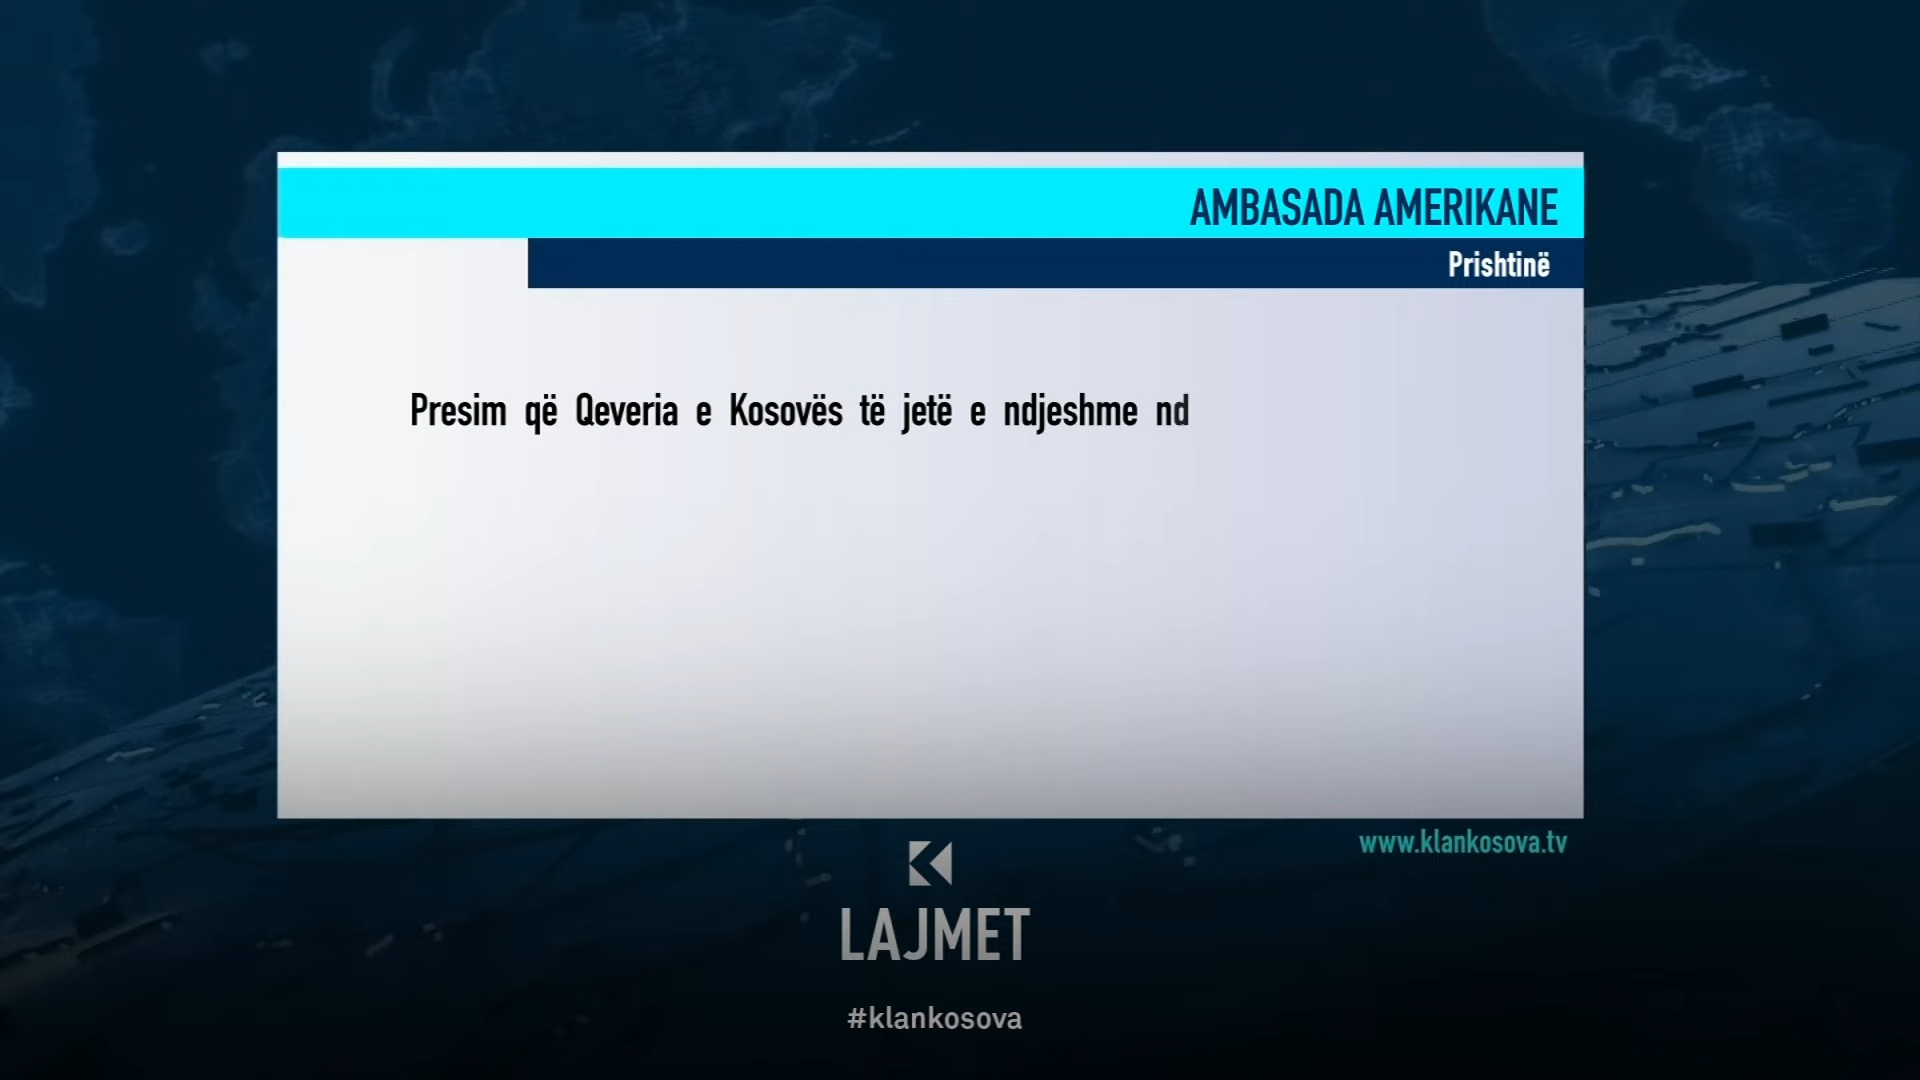 AMBASADA AMERIKANE
Prishtinë
Presim që Qeveria e Kosovës të jetë e ndjeshme nd
www.klankosova.tv
LAJMET
#klankosova